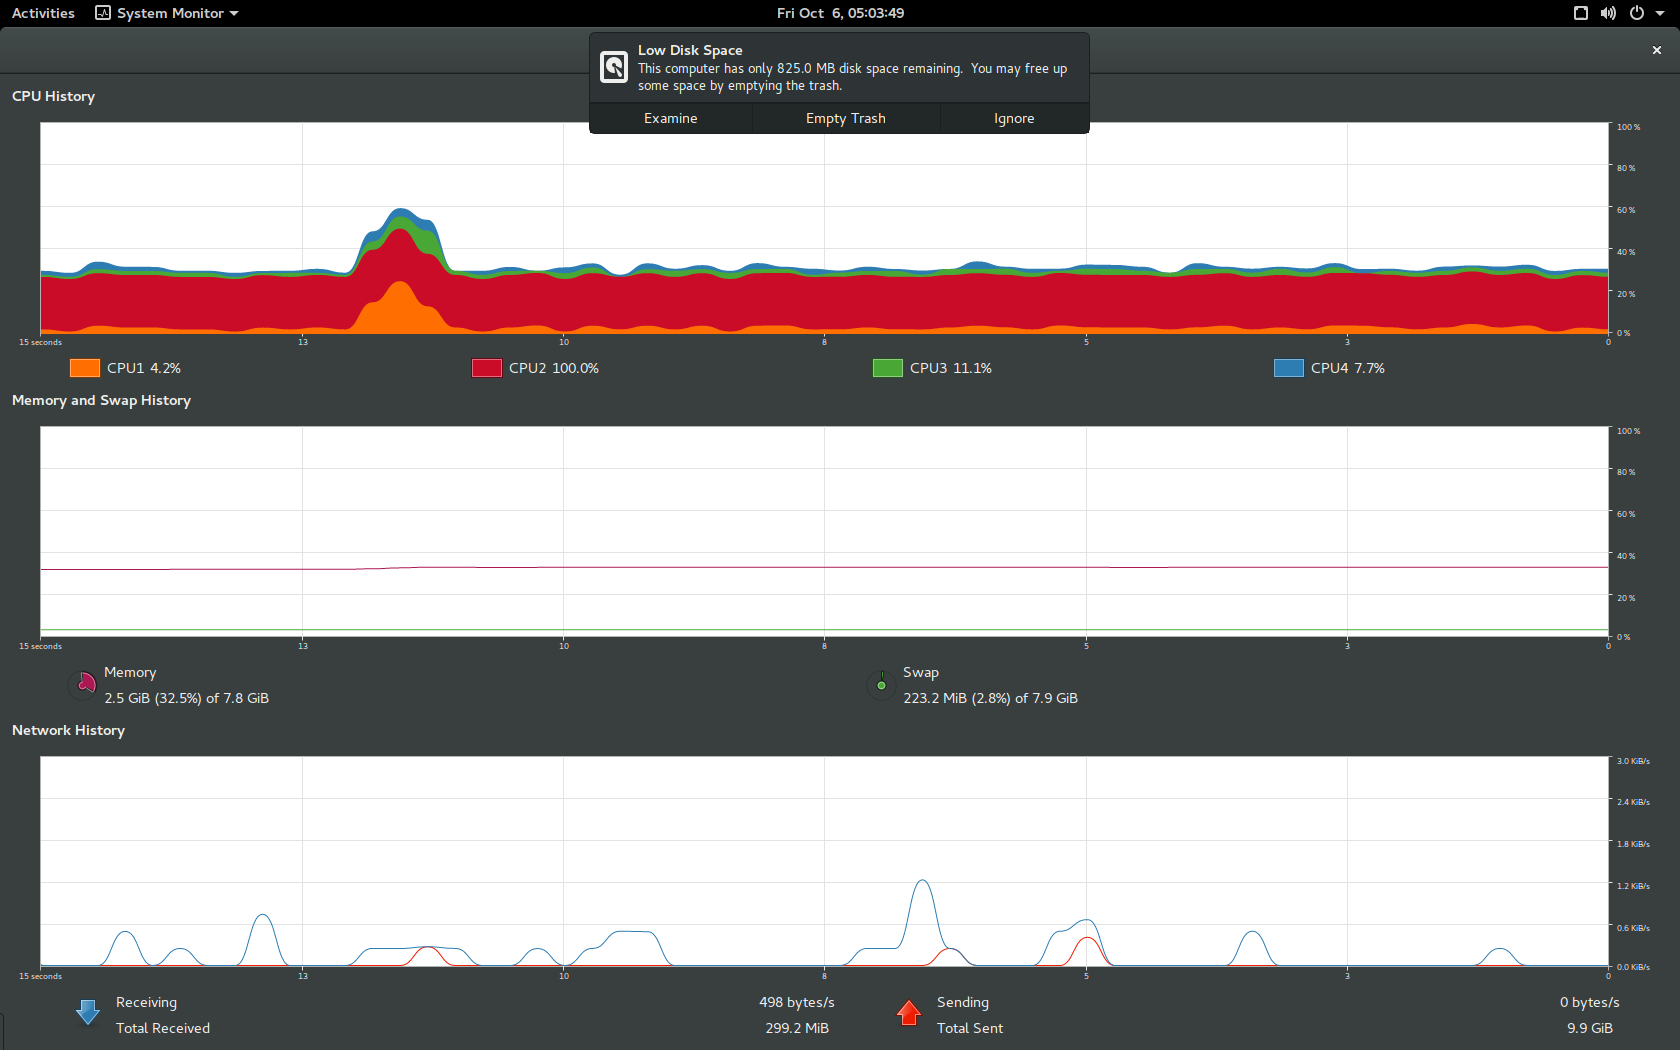 Activities System Monitor Fri Oct 6, 05:03:49
Low Disk Space
This computer has only 825.0 MB disk space remaining. You may free up
some space by emptying the trash.
Examine Empty Trash Ignore
CPU History
100 %
80 %
60 %
40 %
20 %
0 %
15 seconds 13 10 8 5 3 0
CPU1 4.2% CPU2 100.0% CPU3 11.1% CPU4 7.7%
Memory and Swap History
100 %
80 %
60 %
40 %
20 %
0 %
15 seconds 13 10 8 5 3 0
Memory Swap
2.5 GiB (32.5%) of 7.8 GiB 223.2 MiB (2.8%) of 7.9 GiB
Network History
3.0 KiB/s
2.4 KiB/s
1.8 KiB/s
1.2 KiB/s
0.6 KiB/s
0.0 KiB/s
15 seconds 13 10 8 5 3 0
Receiving 498 bytes/s Sending 0 bytes/s
Total Received 299.2 MiB Total Sent 9.9 GiB